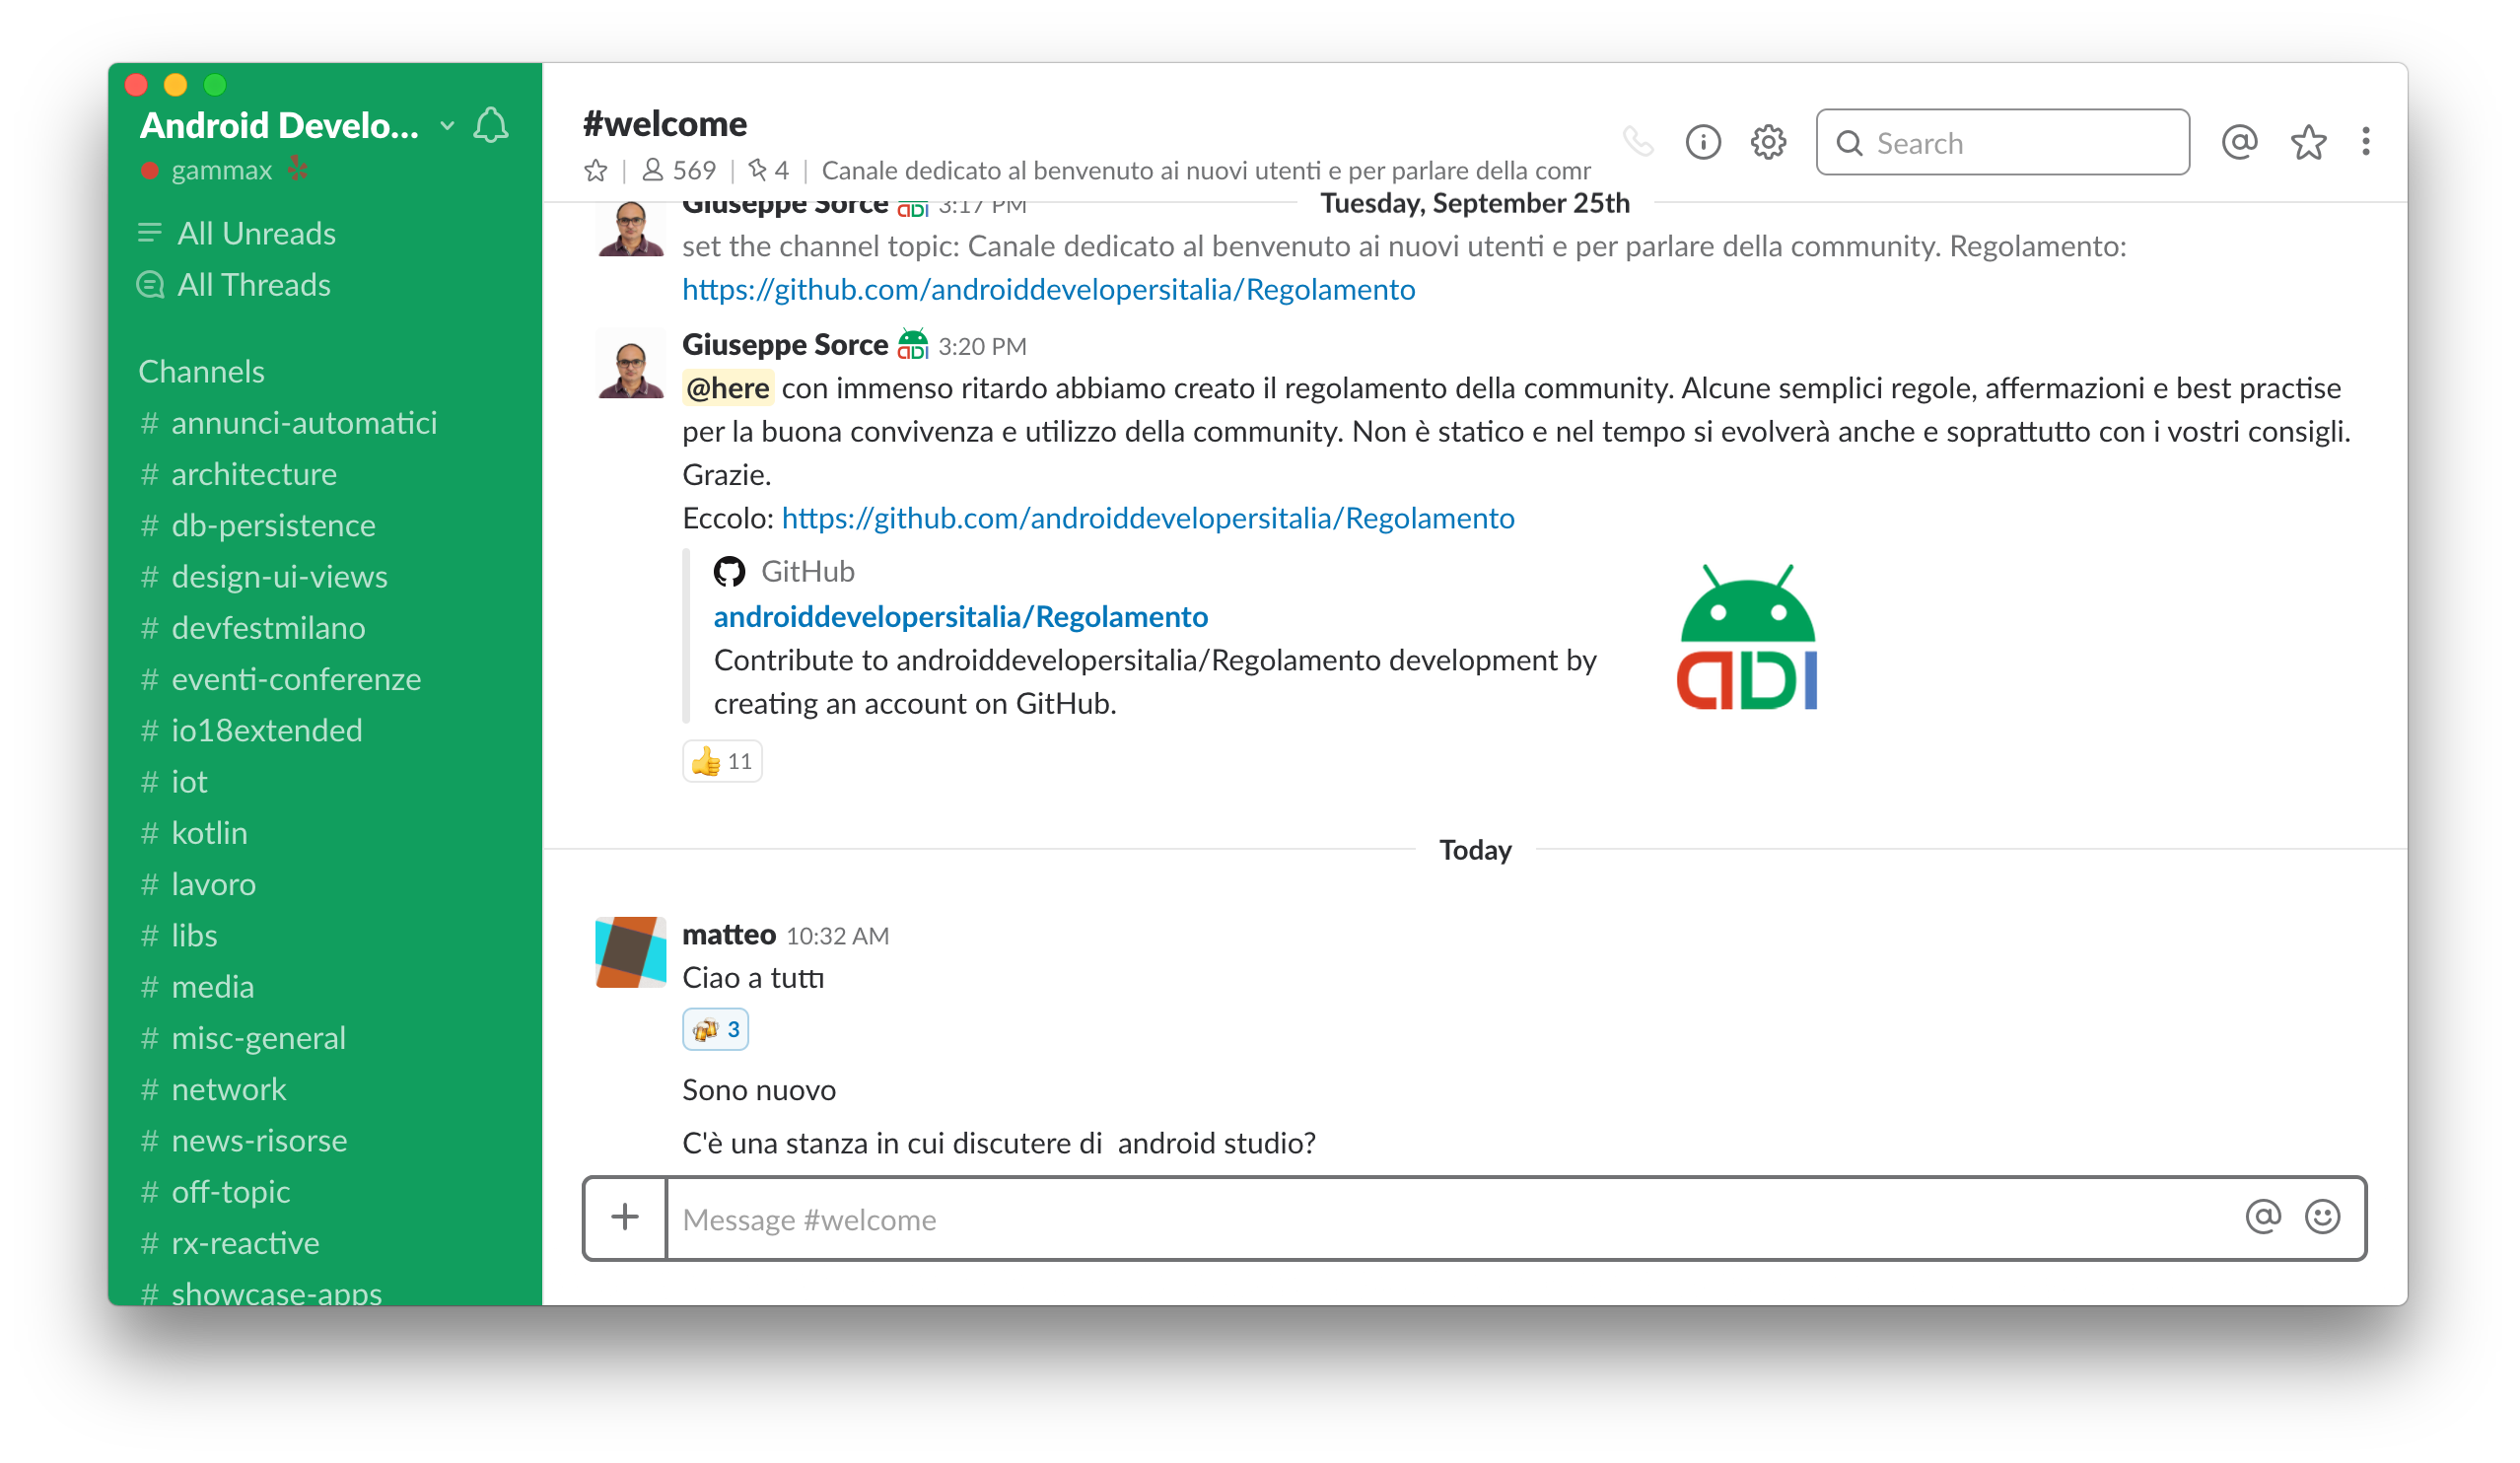 Android Develo...
gammax
All Unreads
All Threads
Channels
# annunci-automatici
# architecture
# db-persistence
# design-ui-views
# devfestmilano
# eventi-conferenze
# io18extended
# iot
# kotlin
# lavoro
# libs
# media
# misc-general
# network
# news-risorse
# off-topic
# rx-reactive
# showcase-apps
#welcome
569 | 4 | Canale dedicato al benvenuto ai nuovi utenti e per parlare della comr
Search
Tuesday, September 25th
Giuseppe Sorce ADI 3:17 PM
set the channel topic: Canale dedicato al benvenuto ai nuovi utenti e per parlare della community. Regolamento:
https://github.com/androiddevelopersitalia/Regolamento
Giuseppe Sorce ADI 3:20 PM
@here con immenso ritardo abbiamo creato il regolamento della community. Alcune semplici regole, affermazioni e best practise
per la buona convivenza e utilizzo della community. Non è statico e nel tempo si evolverà anche e soprattutto con i vostri consigli.
Grazie.
Eccolo: https://github.com/androiddevelopersitalia/Regolamento
GitHub
androiddevelopersitalia/Regolamento
Contribute to androiddevelopersitalia/Regolamento development by
creating an account on GitHub.
ADI
11
Today
matteo 10:32 AM
Ciao a tutti
3
Sono nuovo
C'è una stanza in cui discutere di  android studio?
Message #welcome